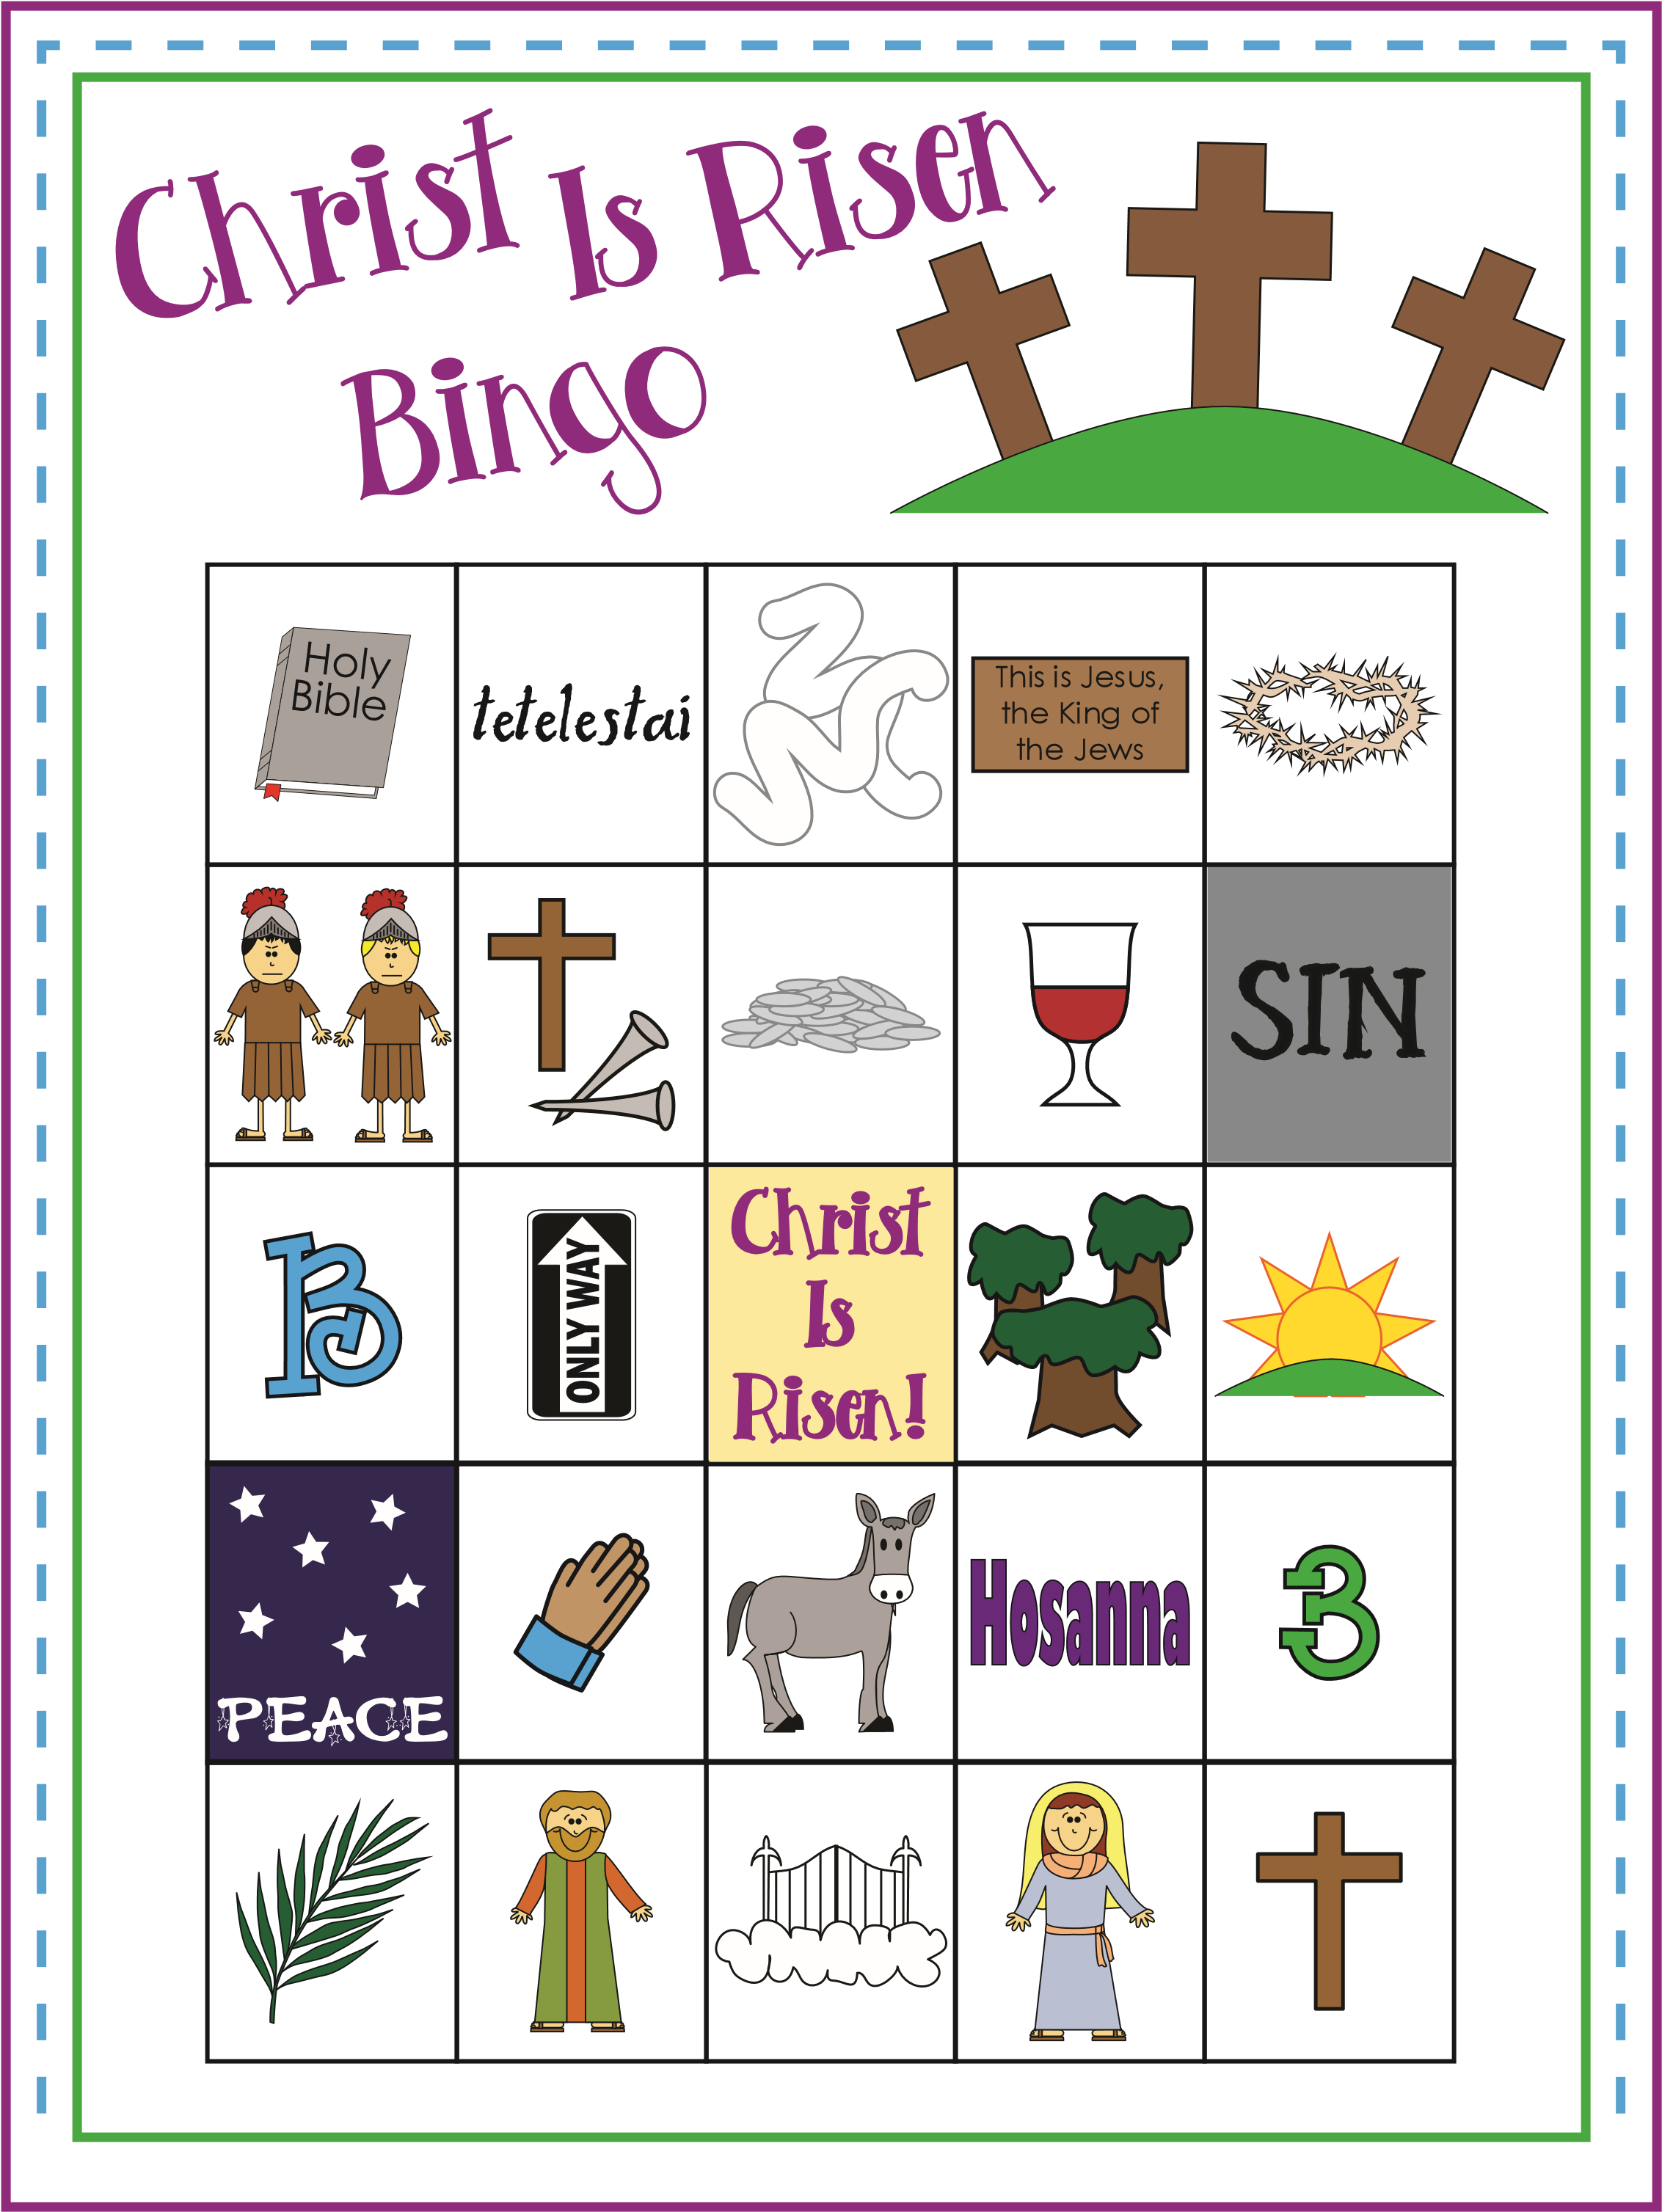 Christ Is Risen
Bingo
Holy
Bible
tetelestai
This is Jesus,
the King of
the Jews
SIN
B
ONLY WAY
Christ
Is
Risen!
PEACE
Hosanna
3